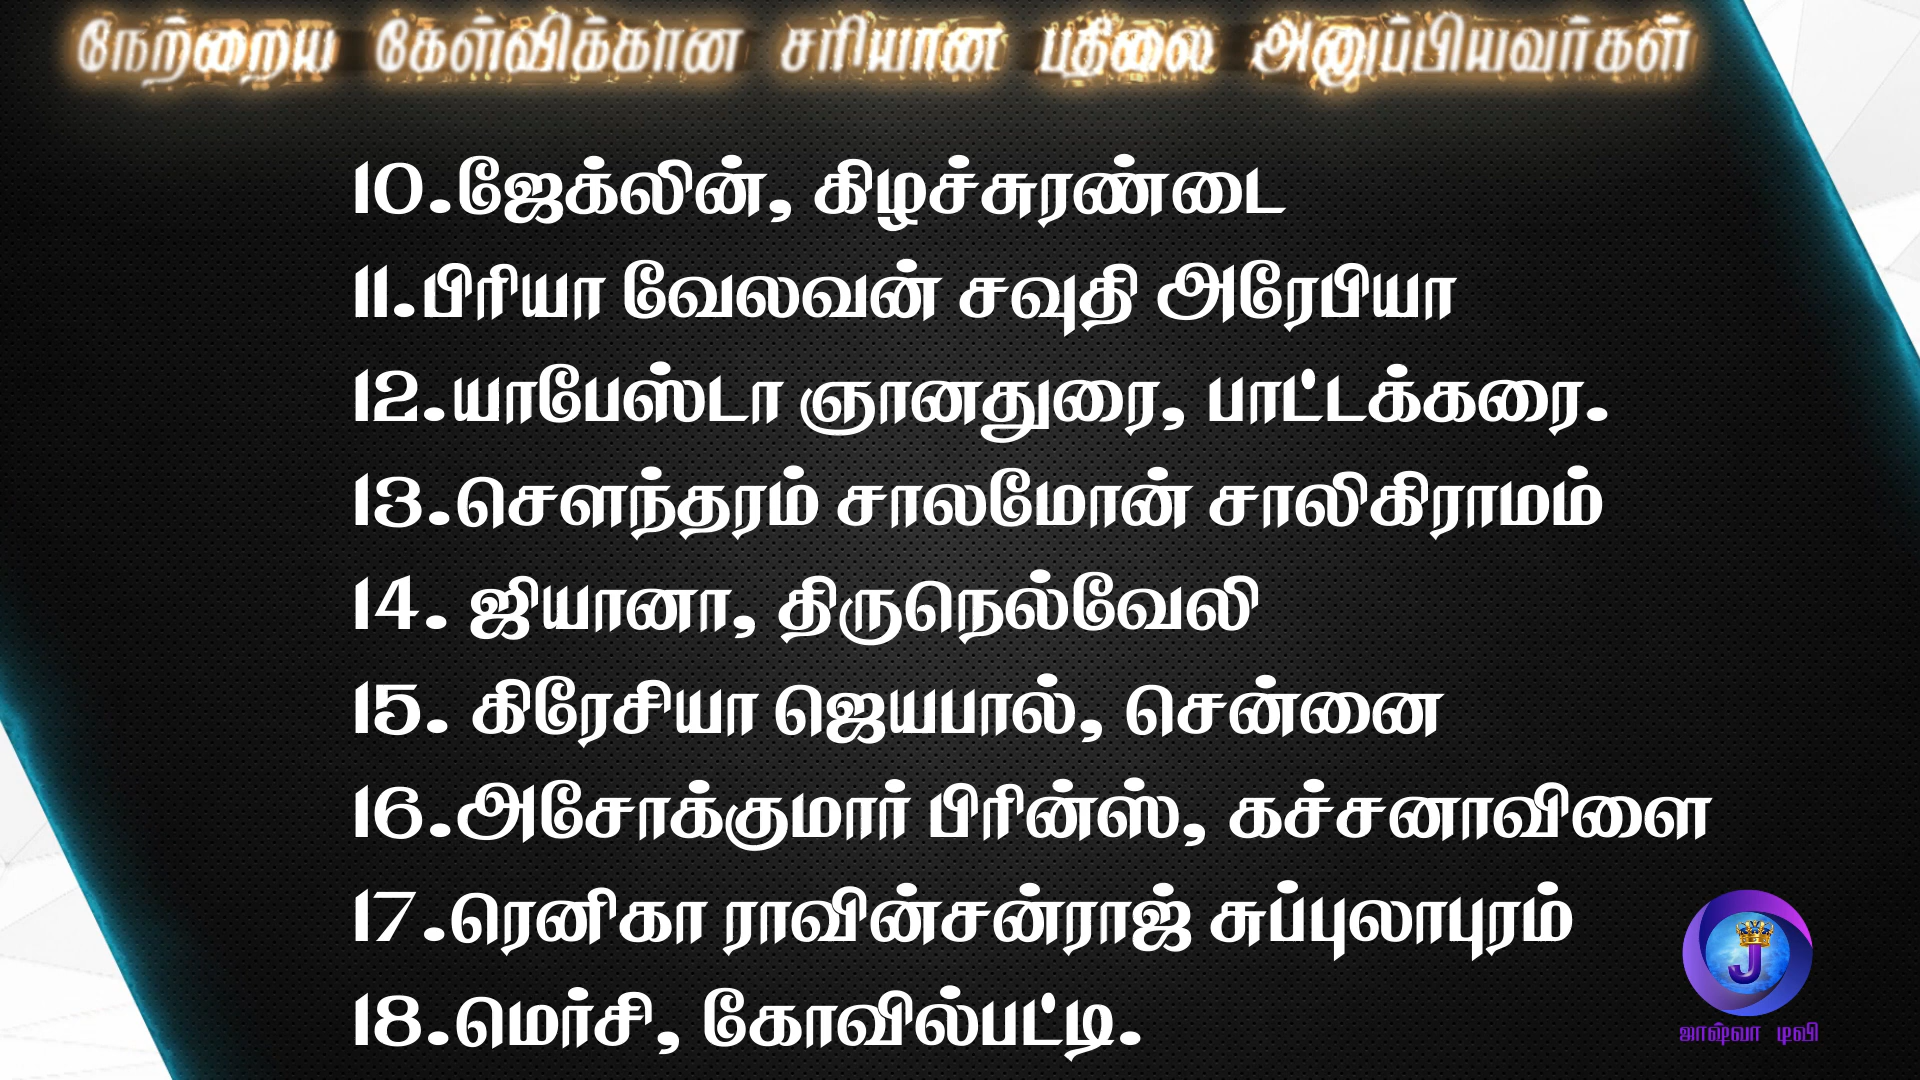 நேற்றைய கேள்விக்கான சரியான பதிலை அனுப்பியவர்கள்
10.ஜேக்லின், கிழச்சுரண்டை
11.பிரியா வேலவன் சவுதி அரேபியா
12.யாபேஸ்டா ஞானதுரை, பாட்டக்கரை.
13.சௌந்தரம் சாலமோன் சாலிகிராமம்
14. ஜியானா, திருநெல்வேலி
15. கிரேசியா ஜெயபால், சென்னை
16.அசோக்குமார் பிரின்ஸ், கச்சனாவிளை
17.ரெனிகா ராவின்சன்ராஜ் சுப்புலாபுரம்
18.மெர்சி, கோவில்பட்டி.
J
ஜாஷ்வா டிவி